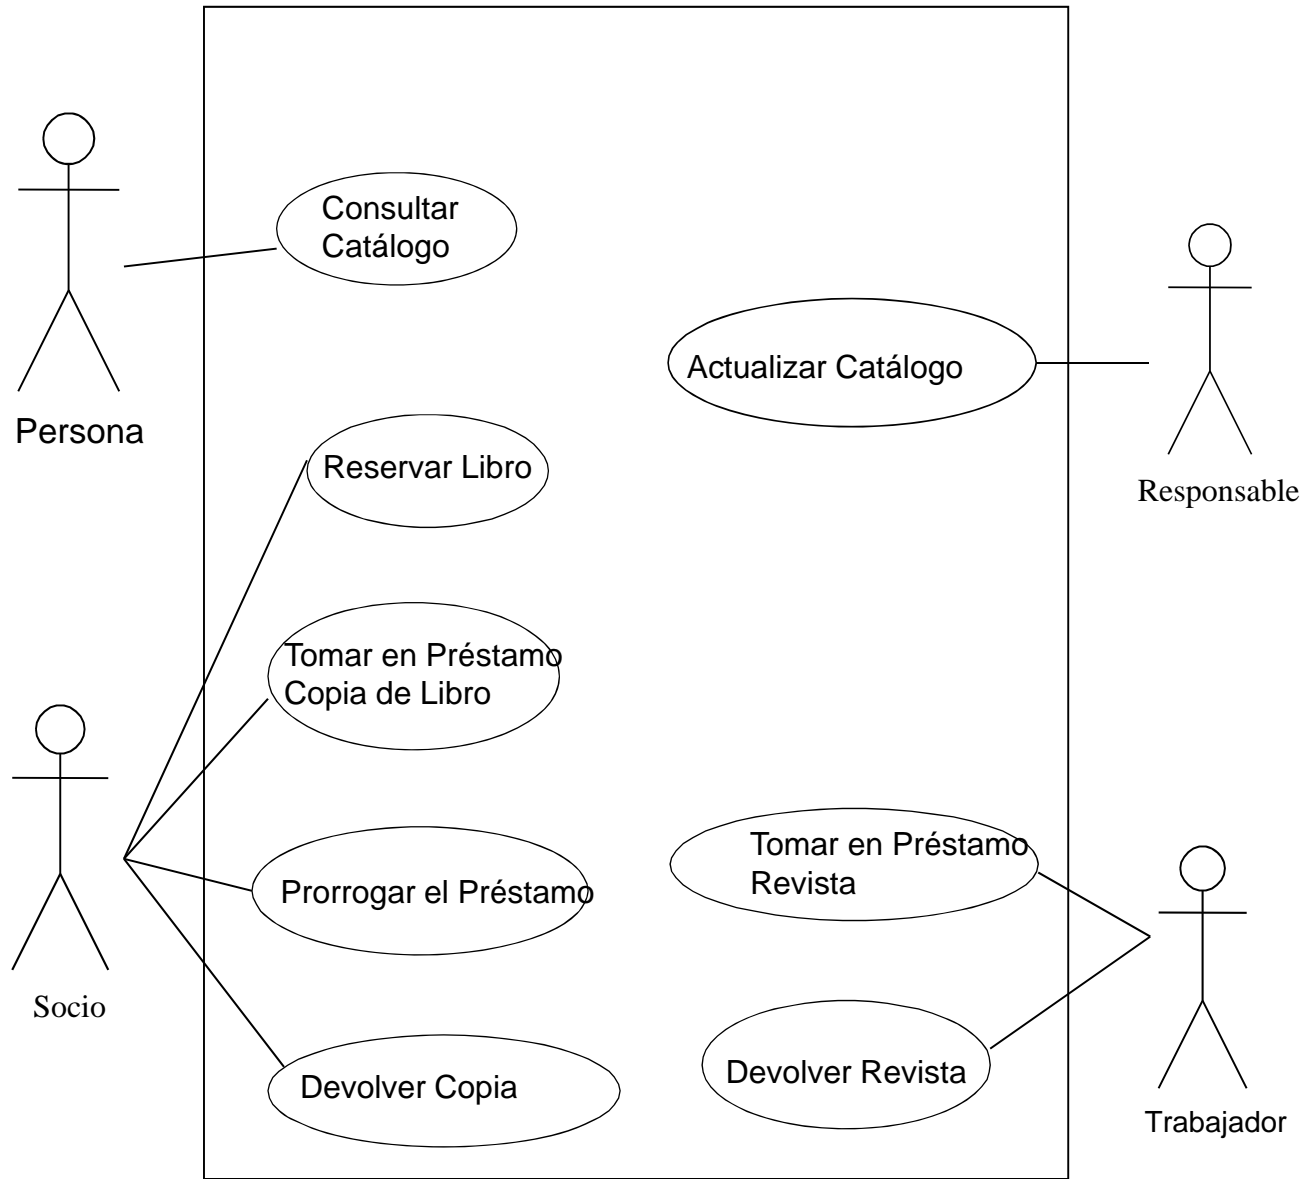 Consultar
Catálogo
Actualizar Catálogo
Persona
Reservar Libro
Responsable
Tomar en Préstamo
Copia de Libro
Tomar en Préstamo
Revista
Prorrogar el Préstamo
Socio
Devolver Revista
Devolver Copia
Trabajador